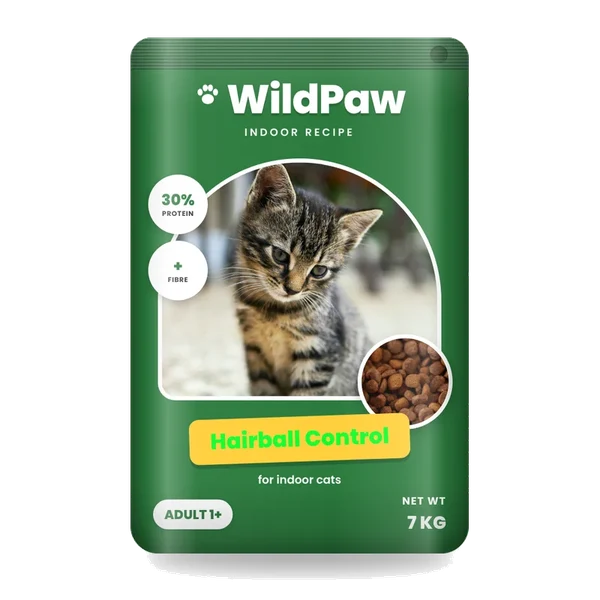 WildPaw
INDOOR RECIPE
30%
PROTEIN
+
FIBRE
Hairball Control
for indoor cats
ADULT 1+
NET WT
7 KG